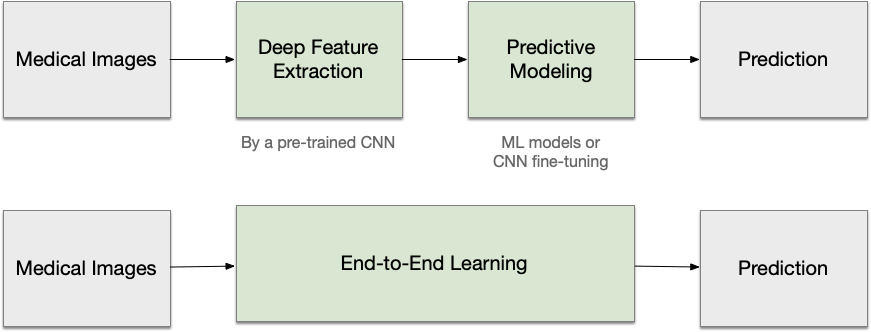 Medical Images
Deep Feature
Extraction
Predictive
Modeling
Prediction
By a pre-trained CNN
ML models or
CNN fine-tuning
Medical Images
End-to-End Learning
Prediction